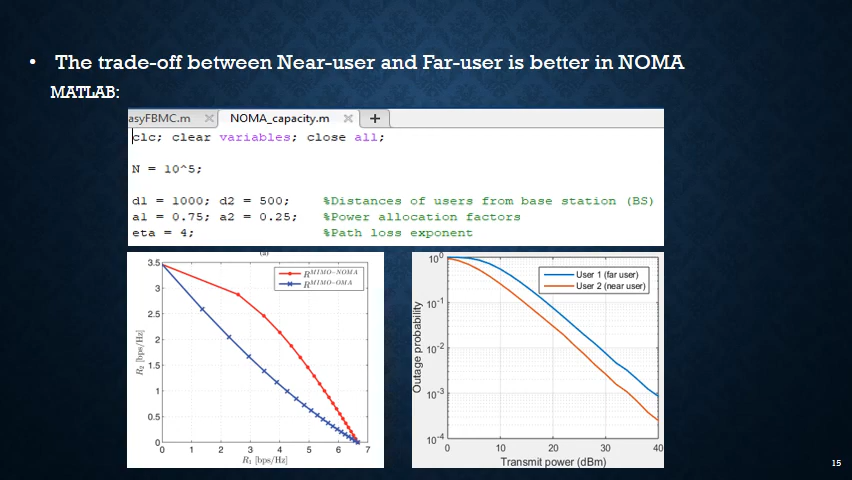 • The trade-off between Near-user and Far-user is better in NOMA
MATLAB:
asyFBMC.m × NOMA_capacity.m × +
clc; clear variables; close all;
N = 10^5;
d1 = 1000; d2 = 500; %Distances of users from base station (BS)
a1 = 0.75; a2 = 0.25; %Power allocation factors
eta = 4; %Path loss exponent
(a)
3.5
3
2.5
2
1.5
1
0.5
0
R₂ [bps/Hz]
R^MIMO-NOMA
R^MIMO-OMA
0 1 2 3 4 5 6 7
R₁ [bps/Hz]
10^0
10^-1
10^-2
10^-3
10^-4
Outage probability
User 1 (far user)
User 2 (near user)
0 10 20 30 40
Transmit power (dBm)
15